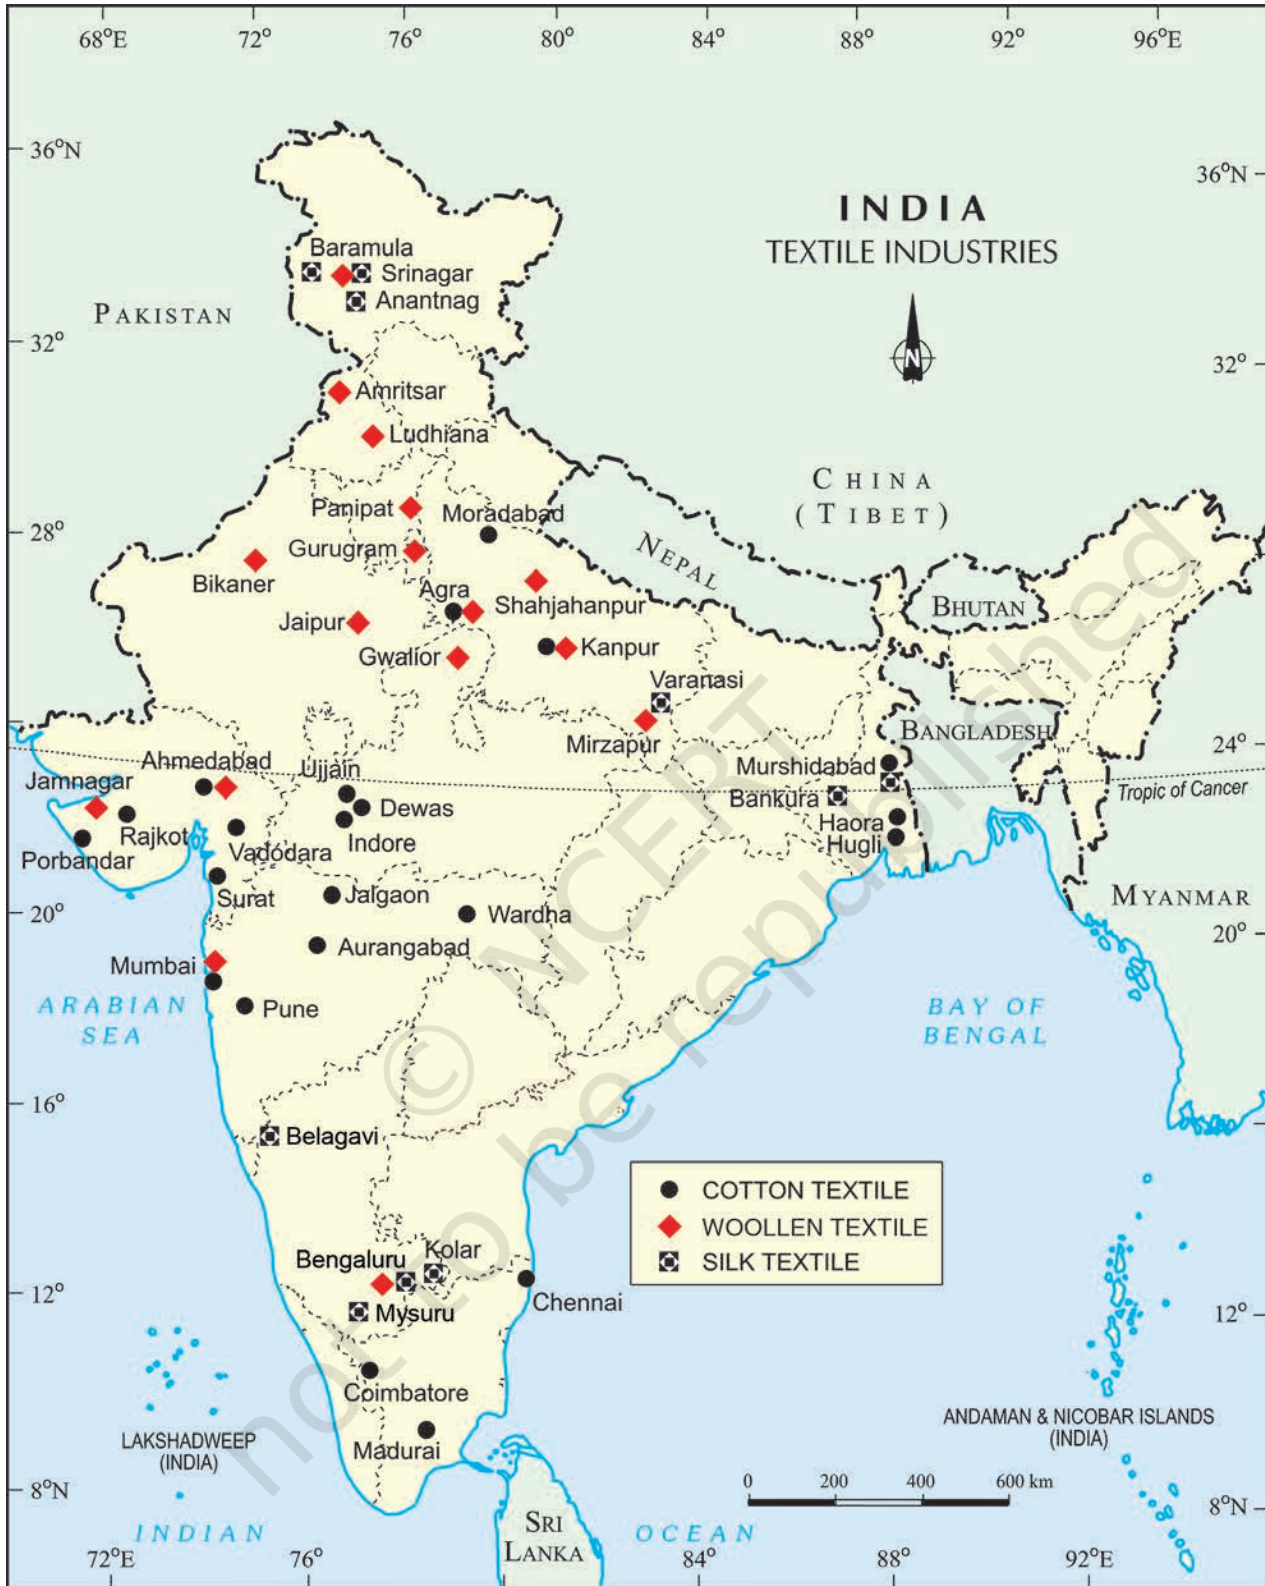 68°E 72° 76° 80° 84° 88° 92° 96°E
36°N
36°N
INDIA
TEXTILE INDUSTRIES
N
Baramula
Srinagar
Anantnag
PAKISTAN
32°
32°
Amritsar
Ludhiana
CHINA
(TIBET)
Panipat
Moradabad
28°
28°
Gurugram
NEPAL
Bikaner
Agra
Shahjahanpur
BHUTAN
Jaipur
Gwalior
Kanpur
Varanasi
Mirzapur
BANGLADESH
24°
Ahmedabad
Ujjain
Murshidabad
Jamnagar
Dewas
Bankura
Tropic of Cancer
Rajkot
Indore
Haora
Porbandar
Vadodara
Hugli
Surat
Jalgaon
MYANMAR
20°
Wardha
20°
Aurangabad
Mumbai
Pune
ARABIAN
SEA
BAY OF
BENGAL
16°
Belagavi
COTTON TEXTILE
WOOLLEN TEXTILE
SILK TEXTILE
Bengaluru
Kolar
12°
Chennai
12°
Mysuru
Coimbatore
Madurai
LAKSHADWEEP
(INDIA)
ANDAMAN & NICOBAR ISLANDS
(INDIA)
0 200 400 600 km
8°N
8°N
SRI
LANKA
INDIAN OCEAN
72°E 76° 84° 88° 92°E
© NCERT
not to be republished